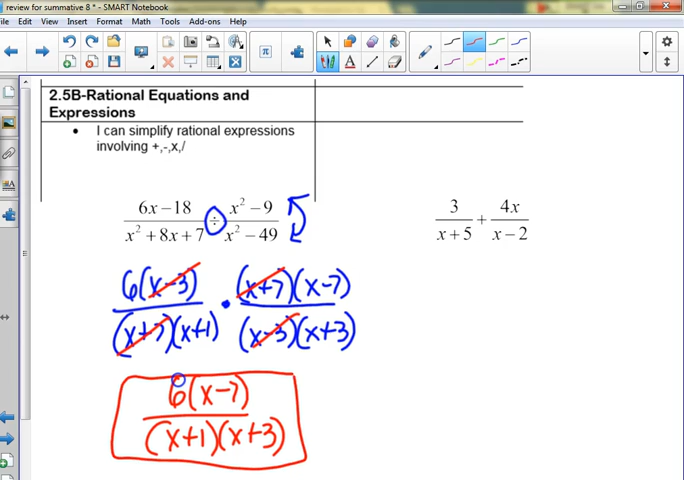 review for summative 8 * - SMART Notebook
File Edit View Insert Format Math Tools Add-ons Help
π
A
2.5B-Rational Equations and
Expressions
• I can simplify rational expressions
involving +,-,x,/
6x − 18
x² + 8x + 7
÷
x² − 9
x² − 49
3
x + 5
+
4x
x − 2
6(x-3)
(x+7)(x+1)
•
(x+7)(x-7)
(x-3)(x+3)
6(x-7)
(x+1)(x+3)